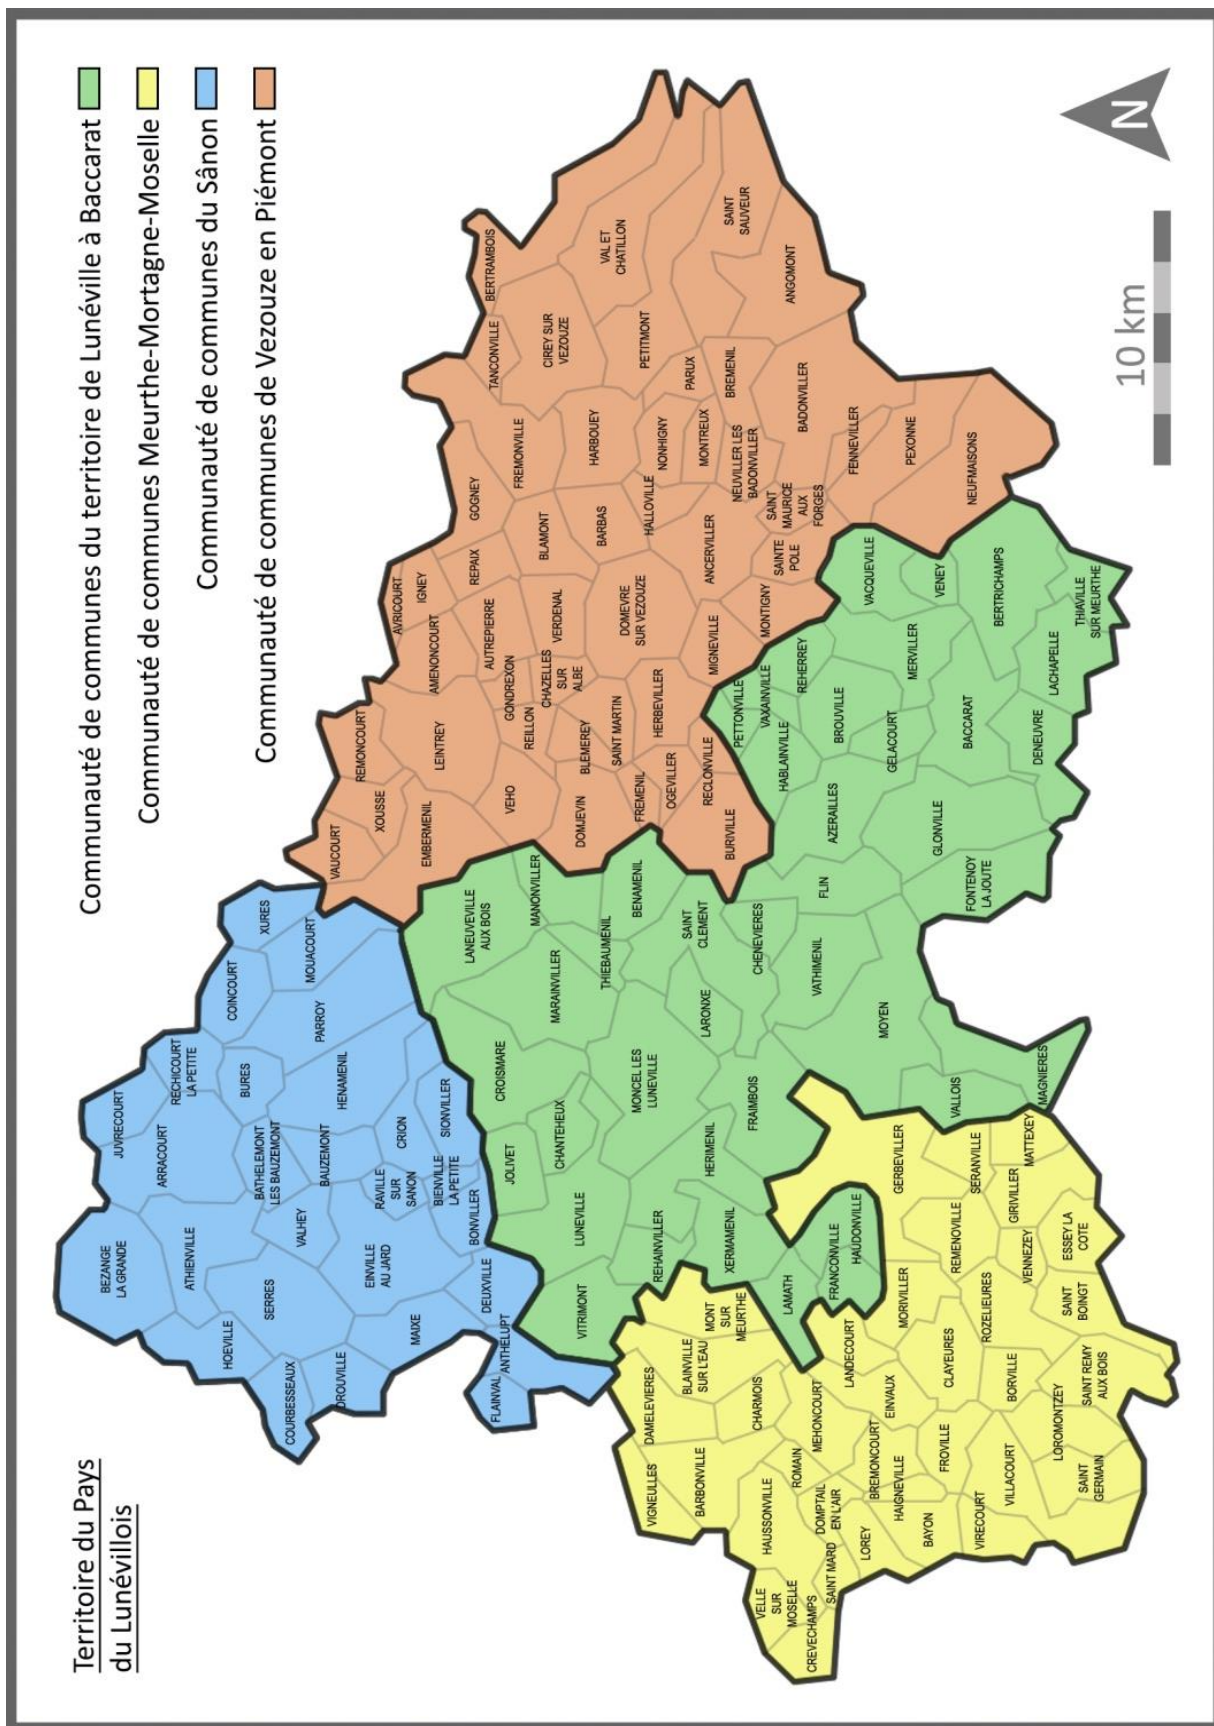 Territoire du Pays
du Lunévillois
Communauté de communes du territoire de Lunéville à Baccarat
Communauté de communes Meurthe-Mortagne-Moselle
Communauté de communes du Sânon
Communauté de communes de Vezouze en Piémont
BEZANGE
LA GRANDE
JUVRECOURT
ARRACOURT
ATHIENVILLE
RECHICOURT
LA PETITE
HOEVILLE
SERRES
VALHEY
BATHELEMONT
LES BAUZEMONT
BURES
COINCOURT
XURES
COURBESSEAUX
DROUVILLE
MAIXE
EINVILLE
AU JARD
BAUZEMONT
HENAMENIL
PARROY
MOUACOURT
RAVILLE
SUR
SANON
CRION
SIONVILLER
BIENVILLE
LA PETITE
BONVILLER
DEUXVILLE
FLAINVAL
ANTHELUPT
VAUCOURT
XOUSSE
REMONCOURT
EMBERMENIL
LEINTREY
AMENONCOURT
AVRICOURT
IGNEY
REPAIX
GOGNEY
AUTREPIERRE
GONDREXON
REILLON
VEHO
CHAZELLES
SUR
ALBE
VERDENAL
BLAMONT
FREMONVILLE
TANCONVILLE
BERTRAMBOIS
CIREY SUR
VEZOUZE
VAL ET
CHATILLON
DOMJEVIN
BLEMEREY
SAINT MARTIN
FREMENIL
OGEVILLER
HERBEVILLER
DOMEVRE
SUR VEZOUZE
BARBAS
HARBOUEY
HALLOVILLE
NONHIGNY
PETITMONT
PARUX
MONTREUX
BREMENIL
NEUVILLER LES
BADONVILLER
ANCERVILLER
MIGNEVILLE
MONTIGNY
SAINTE
POLE
SAINT
MAURICE
AUX
FORGES
BADONVILLER
ANGOMONT
SAINT
SAUVEUR
FENNEVILLER
PEXONNE
NEUFMAISONS
RECLONVILLE
BURIVILLE
LANEUVEVILLE
AUX BOIS
MANONVILLER
CROISMARE
MARAINVILLER
THIEBAUMENIL
BENAMENIL
JOLIVET
CHANTEHEUX
LUNEVILLE
VITRIMONT
MONCEL LES
LUNEVILLE
LARONXE
SAINT
CLEMENT
CHENEVIERES
REHAINVILLER
HERIMENIL
FRAIMBOIS
XERMAMENIL
LAMATH
FRANCONVILLE
HAUDONVILLE
VATHIMENIL
FLIN
MOYEN
VALLOIS
MAGNIERES
PETTONVILLE
VAXAINVILLE
HABLAINVILLE
REHERREY
BROUVILLE
AZERAILLES
GELACOURT
MERVILLER
VACQUEVILLE
VENEY
BERTRICHAMPS
GLONVILLE
BACCARAT
FONTENOY
LA JOUTE
DENEUVRE
LACHAPELLE
THIAVILLE
SUR MEURTHE
VIGNEULLES
DAMELEVIERES
BLAINVILLE
SUR L'EAU
MONT
SUR
MEURTHE
BARBONVILLE
CHARMOIS
HAUSSONVILLE
ROMAIN
MEHONCOURT
LANDECOURT
VELLE
SUR
MOSELLE
CREVECHAMPS
SAINT MARD
DOMPTAIL
EN L'AIR
LOREY
BREMONCOURT
HAIGNEVILLE
EINVAUX
MORIVILLER
CLAYEURES
FROVILLE
BAYON
VIRECOURT
VILLACOURT
BORVILLE
ROZELIEURES
REMENOVILLE
GERBEVILLER
SERANVILLE
MATTEXEY
GIRIVILLER
VENNEZEY
ESSEY LA
COTE
SAINT
BOINGT
SAINT REMY
AUX BOIS
LOROMONTZEY
SAINT
GERMAIN
10 km
N